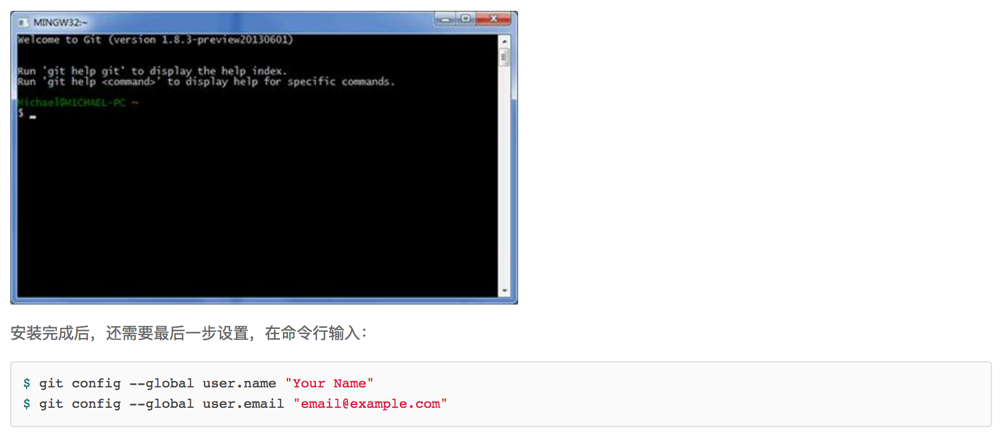 MINGW32:~
Welcome to Git (version 1.8.3-preview20130601)
Run 'git help git' to display the help index.
Run 'git help <command>' to display help for specific commands.
Michael@MICHAEL-PC ~
$
安装完成后，还需要最后一步设置，在命令行输入：
$ git config --global user.name "Your Name"
$ git config --global user.email "email@example.com"